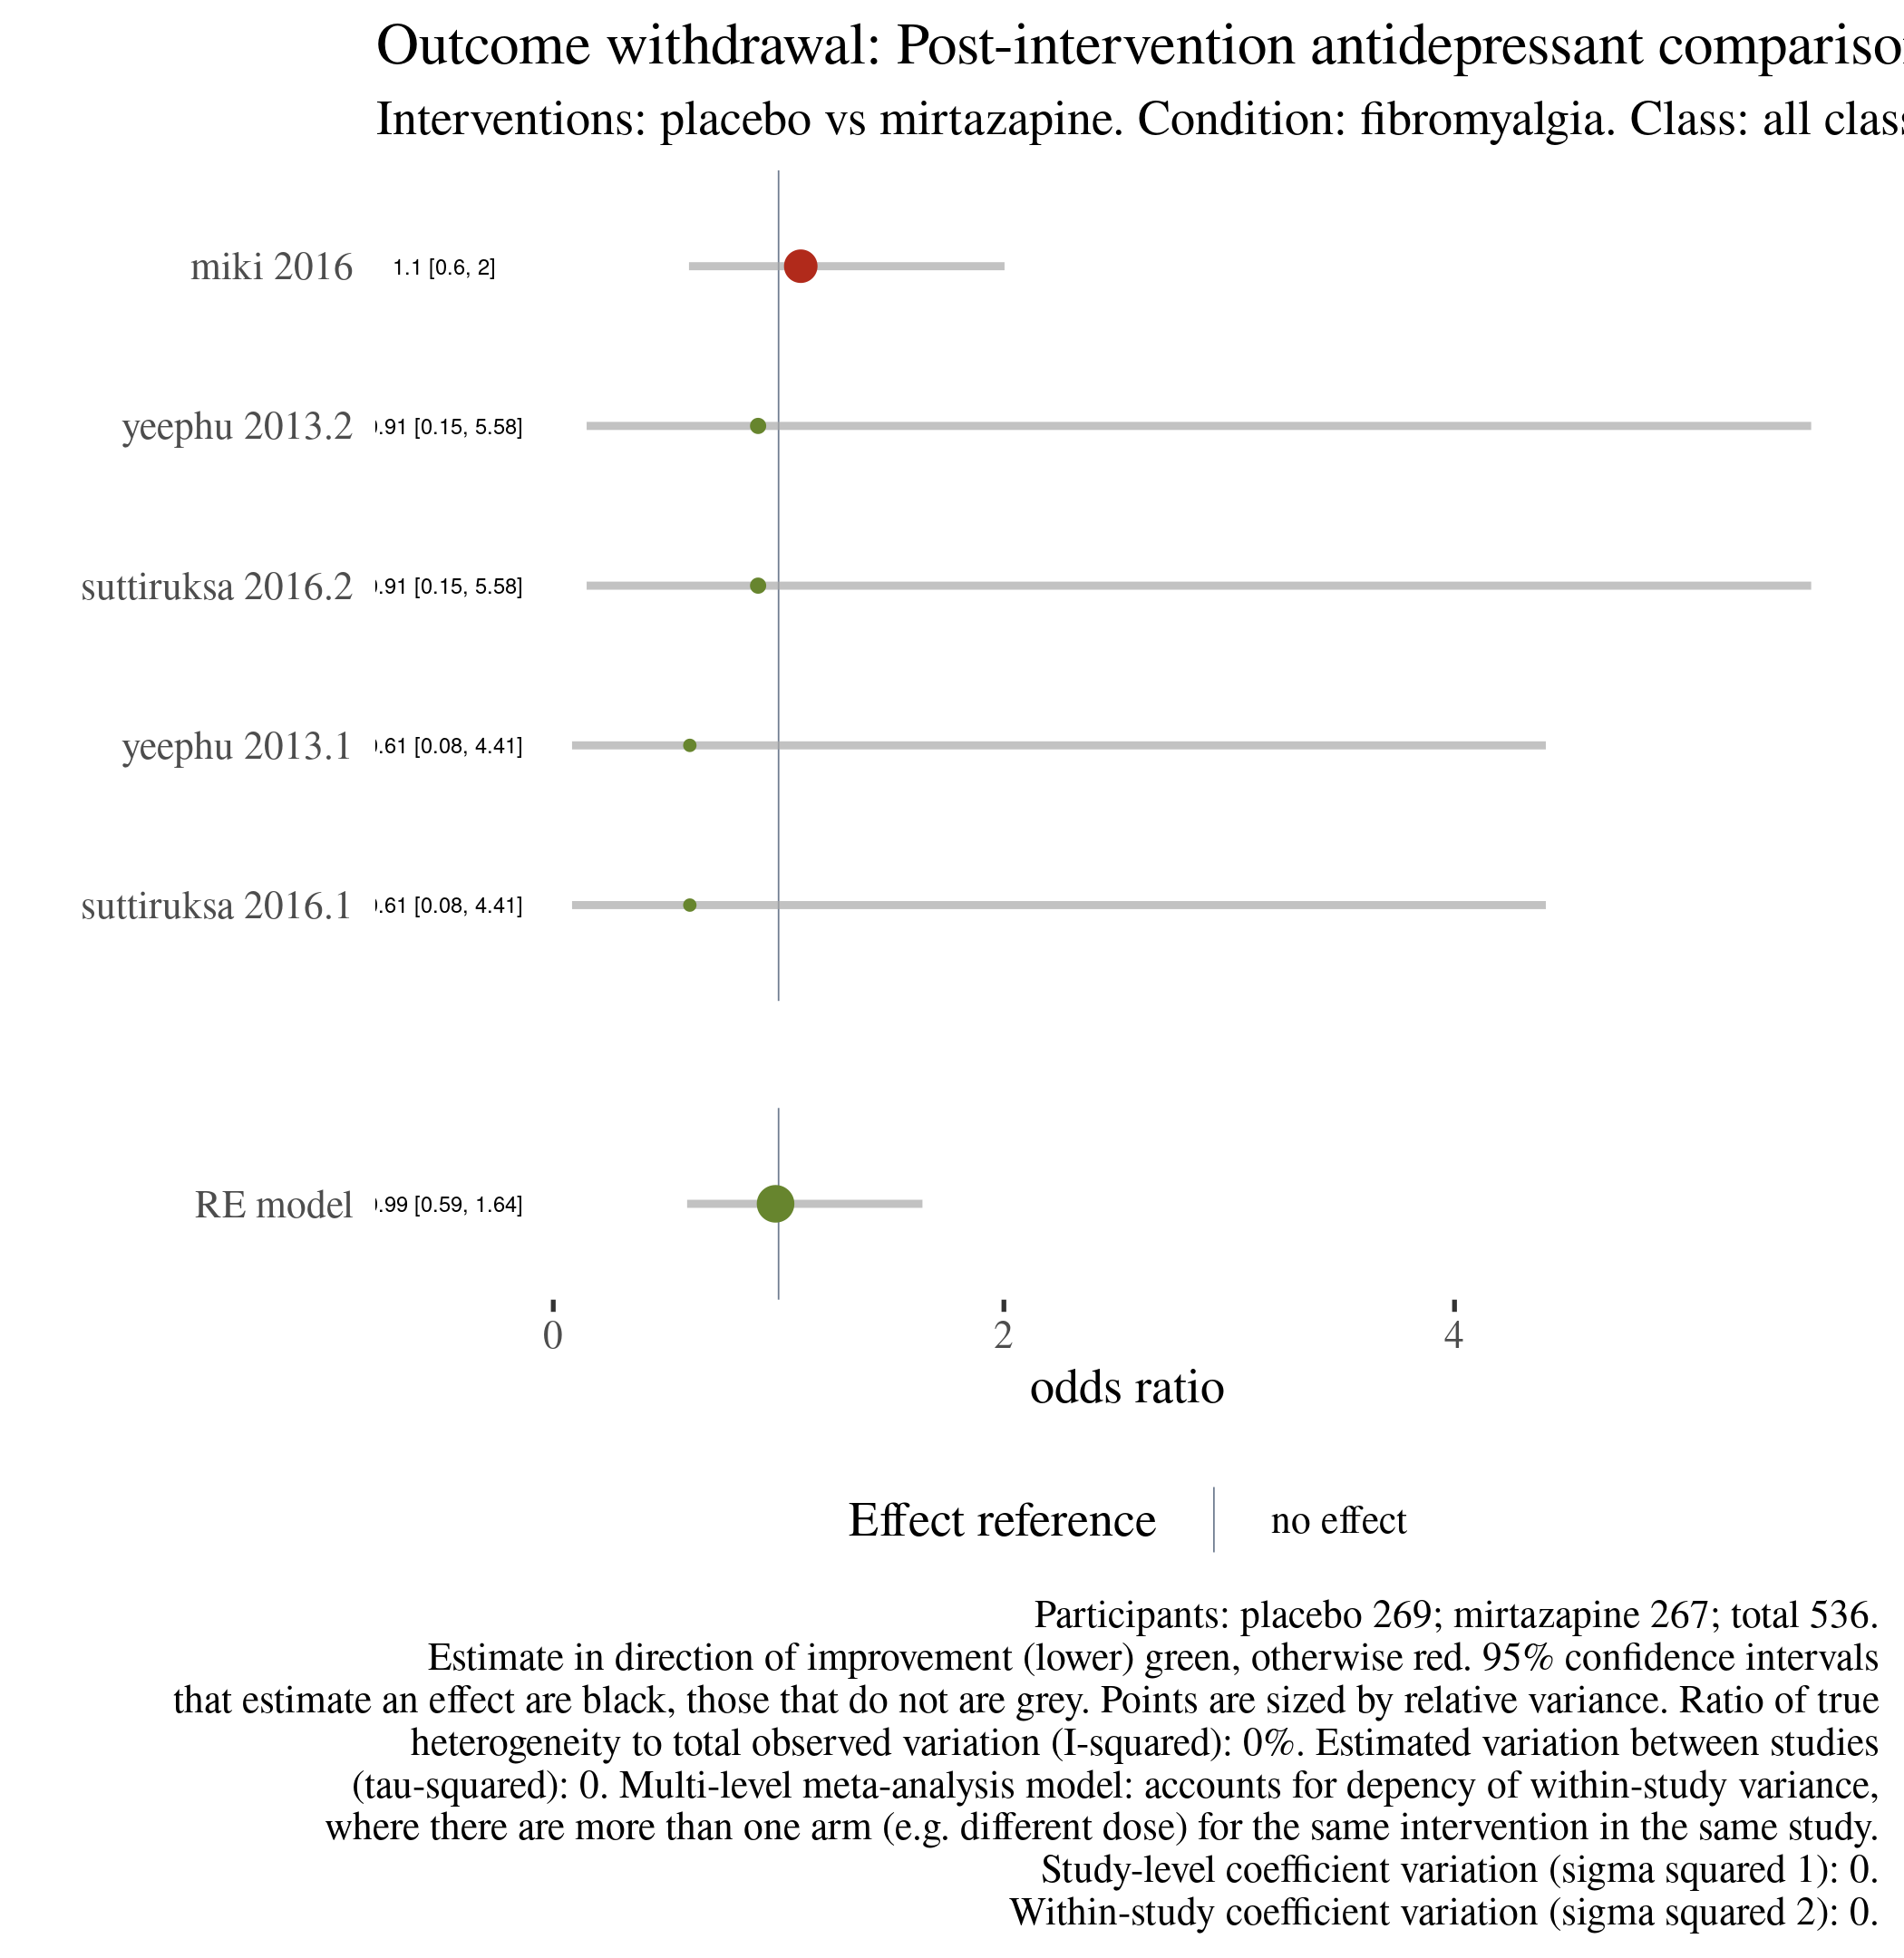 Outcome withdrawal: Post-intervention antidepressant compariso
Interventions: placebo vs mirtazapine. Condition: fibromyalgia. Class: all clas
miki 2016 1.1 [0.6, 2]
yeephu 2013.2 .91 [0.15, 5.58]
suttiruksa 2016.2 .91 [0.15, 5.58]
yeephu 2013.1 .61 [0.08, 4.41]
suttiruksa 2016.1 .61 [0.08, 4.41]
RE model .99 [0.59, 1.64]
0 2 4
odds ratio
Effect reference no effect
Participants: placebo 269; mirtazapine 267; total 536.
Estimate in direction of improvement (lower) green, otherwise red. 95% confidence intervals
that estimate an effect are black, those that do not are grey. Points are sized by relative variance. Ratio of true
heterogeneity to total observed variation (I-squared): 0%. Estimated variation between studies
(tau-squared): 0. Multi-level meta-analysis model: accounts for depency of within-study variance,
where there are more than one arm (e.g. different dose) for the same intervention in the same study.
Study-level coefficient variation (sigma squared 1): 0.
Within-study coefficient variation (sigma squared 2): 0.